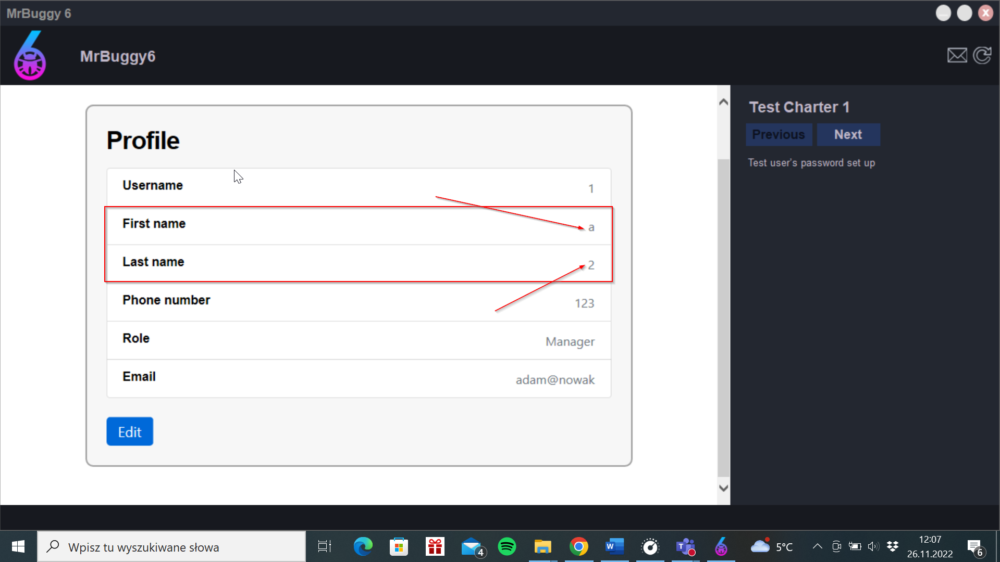 MrBuggy 6
MrBuggy6
Profile
Username 1
First name a
Last name 2
Phone number 123
Role Manager
Email adam@nowak
Edit
Test Charter 1
Previous Next
Test user's password set up
Wpisz tu wyszukiwane słowa
4
5°C
12:07
26.11.2022
6